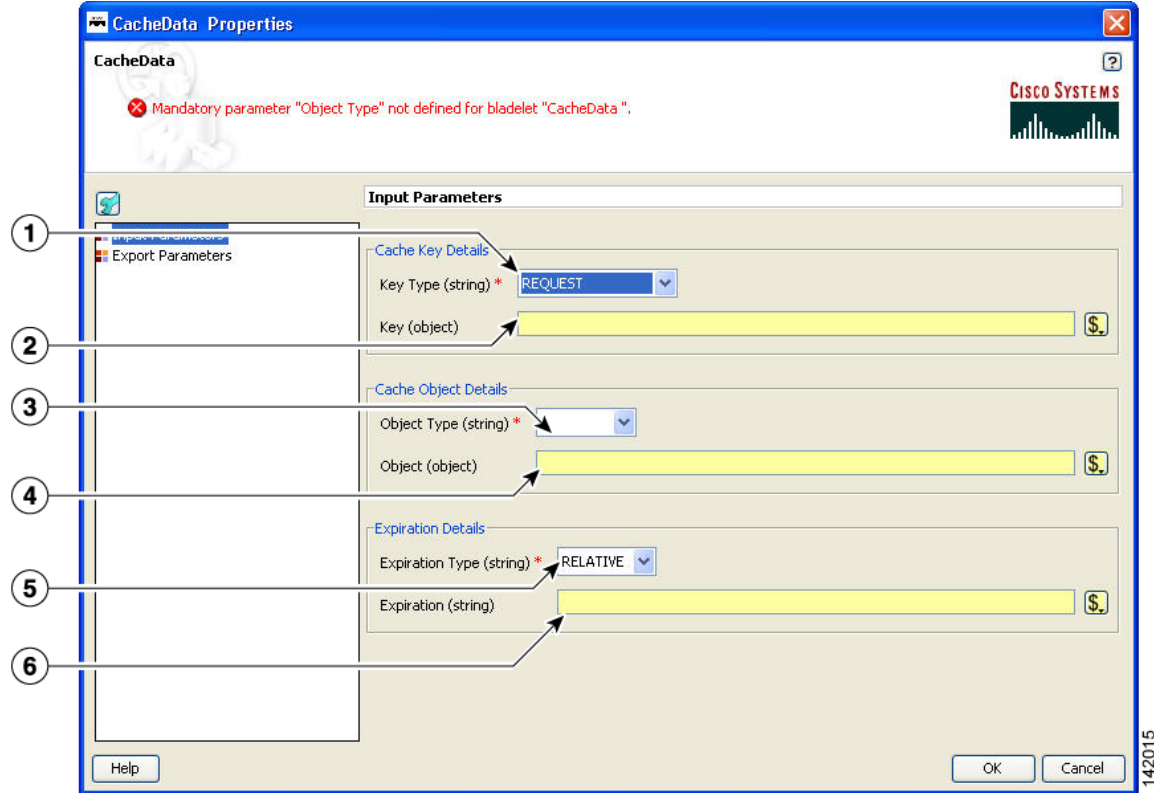 CacheData Properties
CacheData
Mandatory parameter "Object Type" not defined for bladelet "CacheData ".
CISCO SYSTEMS
Input Parameters
Input Parameters
Export Parameters
1
Cache Key Details
Key Type (string) * REQUEST
2
Key (object) $
Cache Object Details
3
Object Type (string) *
4
Object (object) $
Expiration Details
5
Expiration Type (string) * RELATIVE
6
Expiration (string) $
Help
OK
Cancel
142015